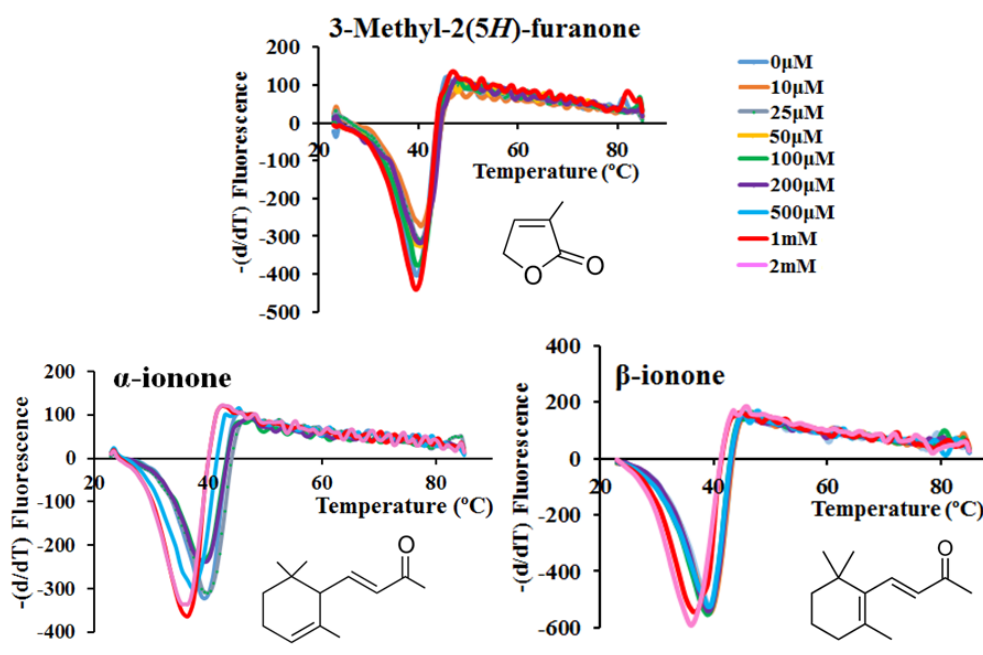 3-Methyl-2(5H)-furanone
-(d/dT) Fluorescence
200
100
0
-100
-200
-300
-400
-500
20
40
60
80
Temperature (ºC)
O
O
0µM
10µM
25µM
50µM
100µM
200µM
500µM
1mM
2mM
α-ionone
-(d/dT) Fluorescence
200
100
0
-100
-200
-300
-400
20
40
60
80
Temperature (ºC)
O
β-ionone
-(d/dT) Fluorescence
400
200
0
-200
-400
-600
20
40
60
80
Temperature (ºC)
O